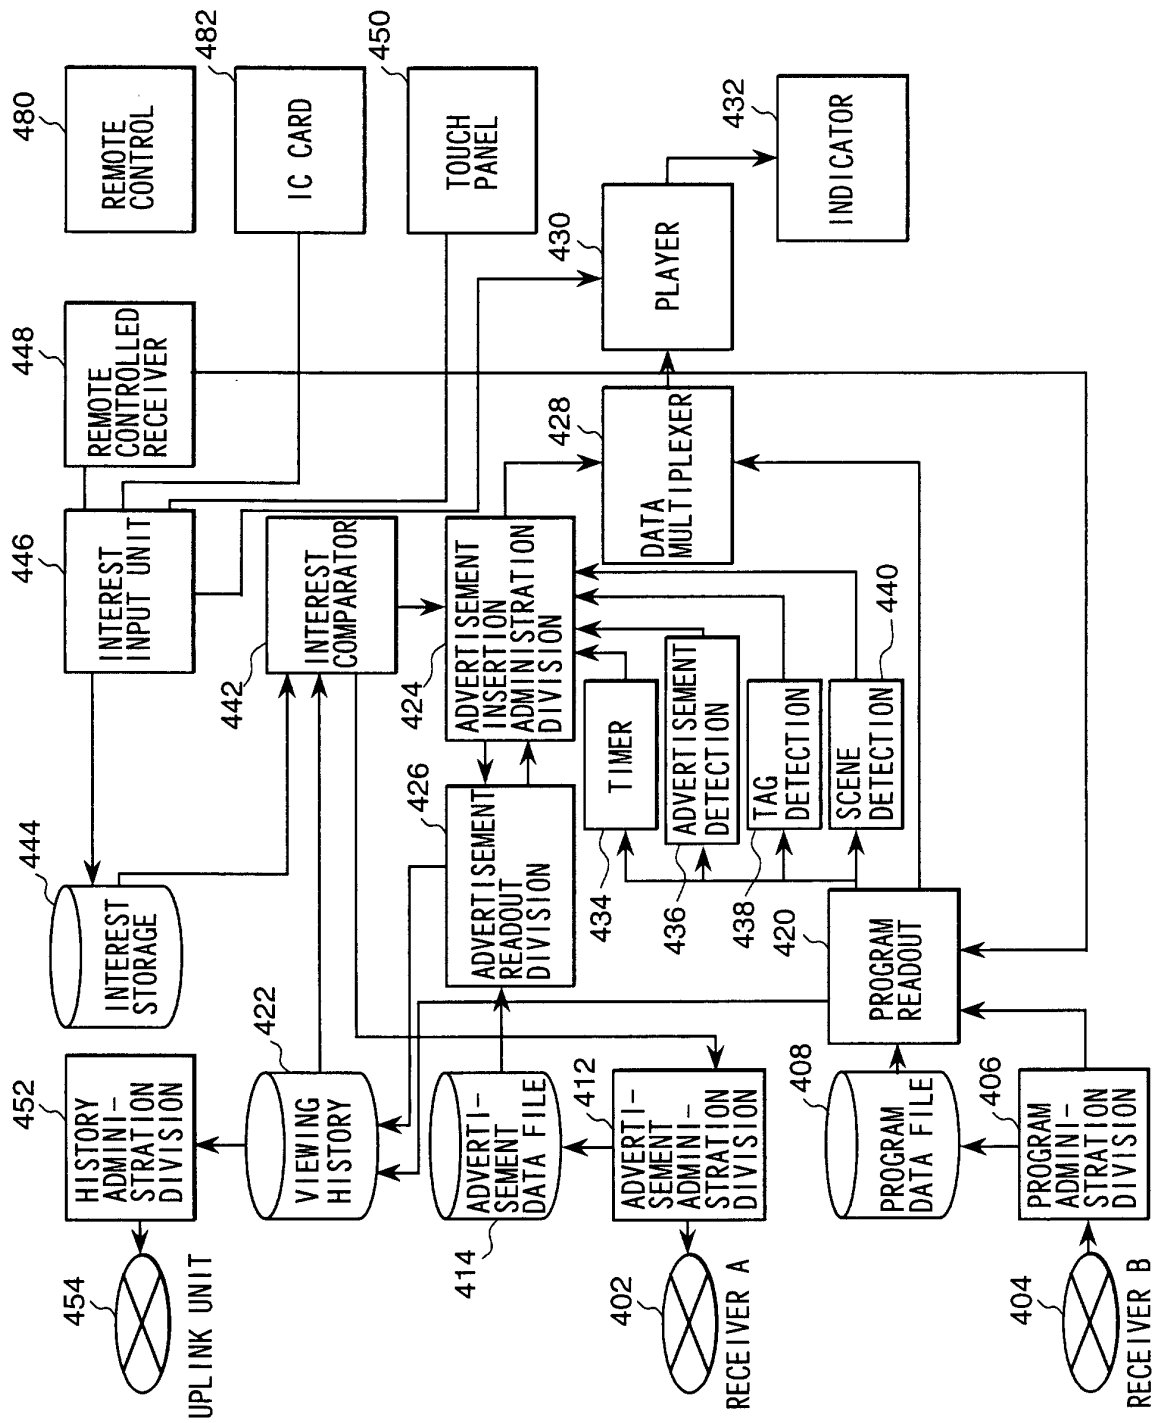 480
REMOTE
CONTROL
482
IC CARD
450
TOUCH
PANEL
432
INDICATOR
430
PLAYER
448
REMOTE
CONTROLLED
RECEIVER
428
DATA
MULTIPLEXER
446
INTEREST
INPUT UNIT
442
INTEREST
COMPARATOR
424
ADVERTISEMENT
INSERTION
ADMINISTRATION
DIVISION
434
TIMER
436
ADVERTISEMENT
DETECTION
438
TAG
DETECTION
440
SCENE
DETECTION
444
INTEREST
STORAGE
426
ADVERTISEMENT
READOUT
DIVISION
420
PROGRAM
READOUT
452
HISTORY
ADMINI-
STRATION
DIVISION
422
VIEWING
HISTORY
414
ADVERTI-
SEMENT
DATA FILE
412
ADVERTI-
SEMENT
ADMINI-
STRATION
DIVISION
408
PROGRAM
DATA FILE
406
PROGRAM
ADMINI-
STRATION
DIVISION
454
UPLINK UNIT
402
RECEIVER A
404
RECEIVER B